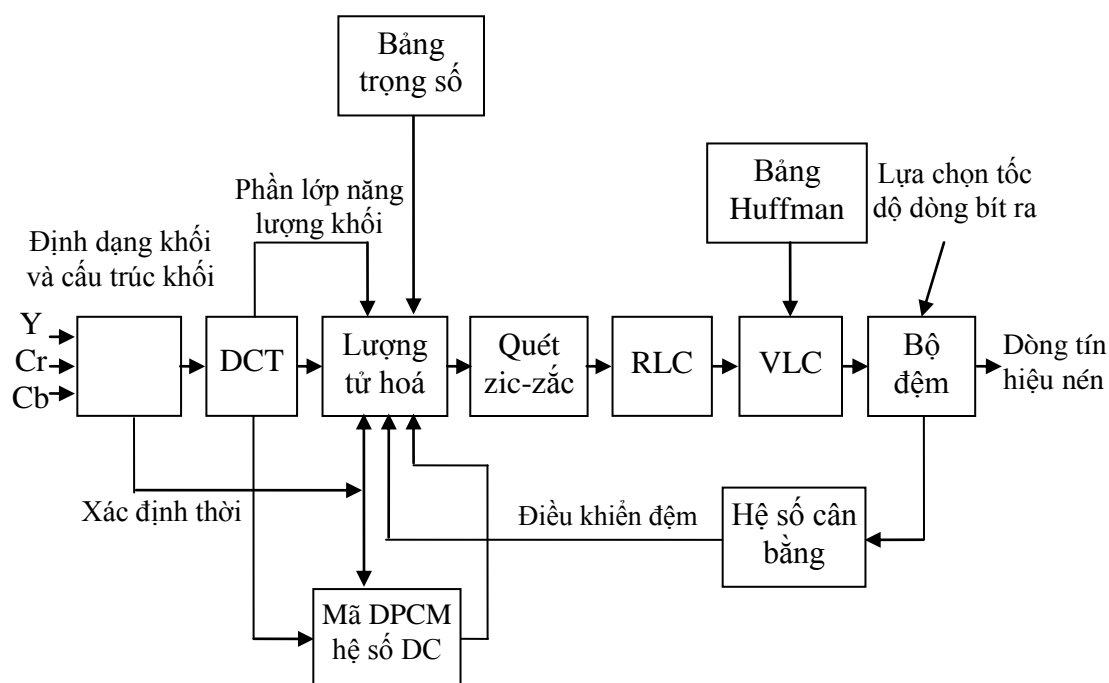 Bảng
trọng số
Phần lớp năng
lượng khối
Bảng
Huffman
Lựa chọn tốc
dộ dòng bít ra
Định dạng khối
và cấu trúc khối
Y
Cr
Cb
DCT
Lượng
tử hoá
Quét
zic-zắc
RLC
VLC
Bộ
đệm
Dòng tín
hiệu nén
Xác định thời
Điều khiển đệm
Hệ số cân
bằng
Mã DPCM
hệ số DC